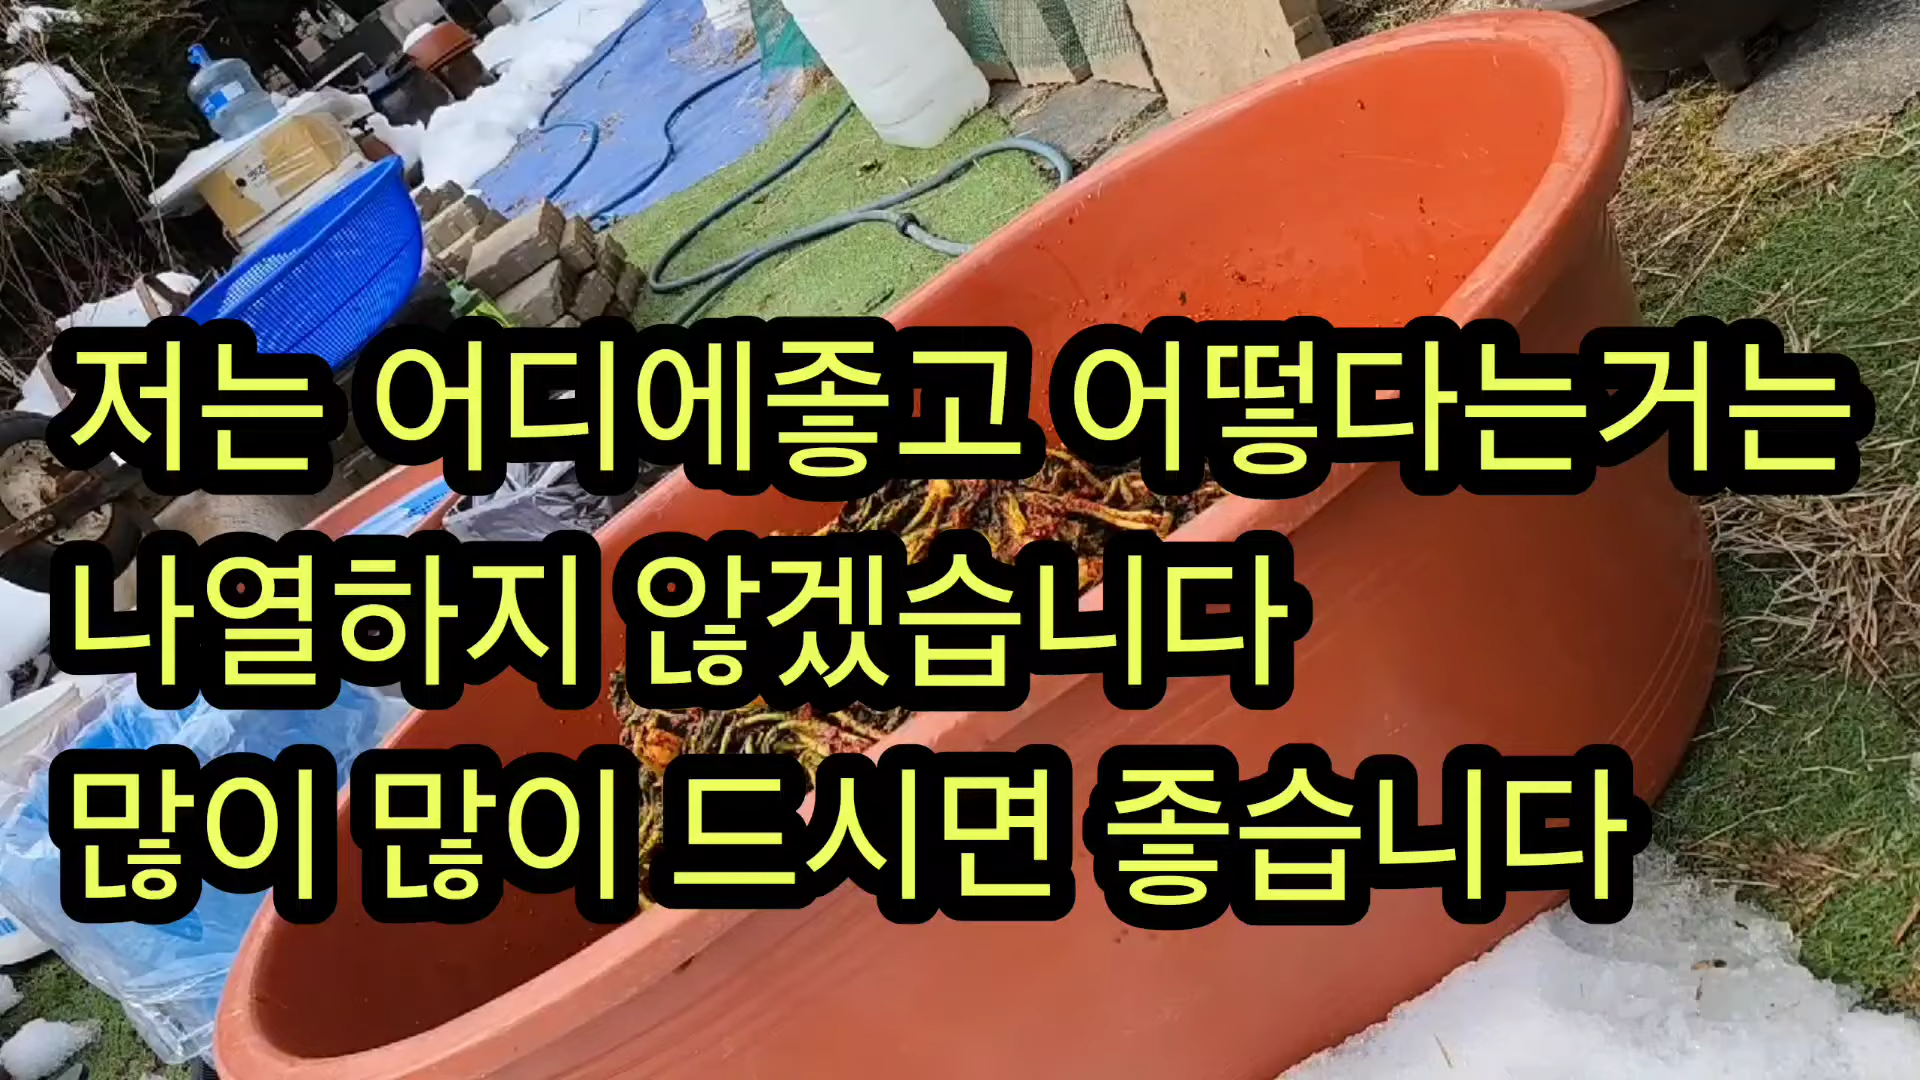 저는 어디에좋고 어떻다는거는
나열하지 않겠습니다
많이 많이 드시면 좋습니다